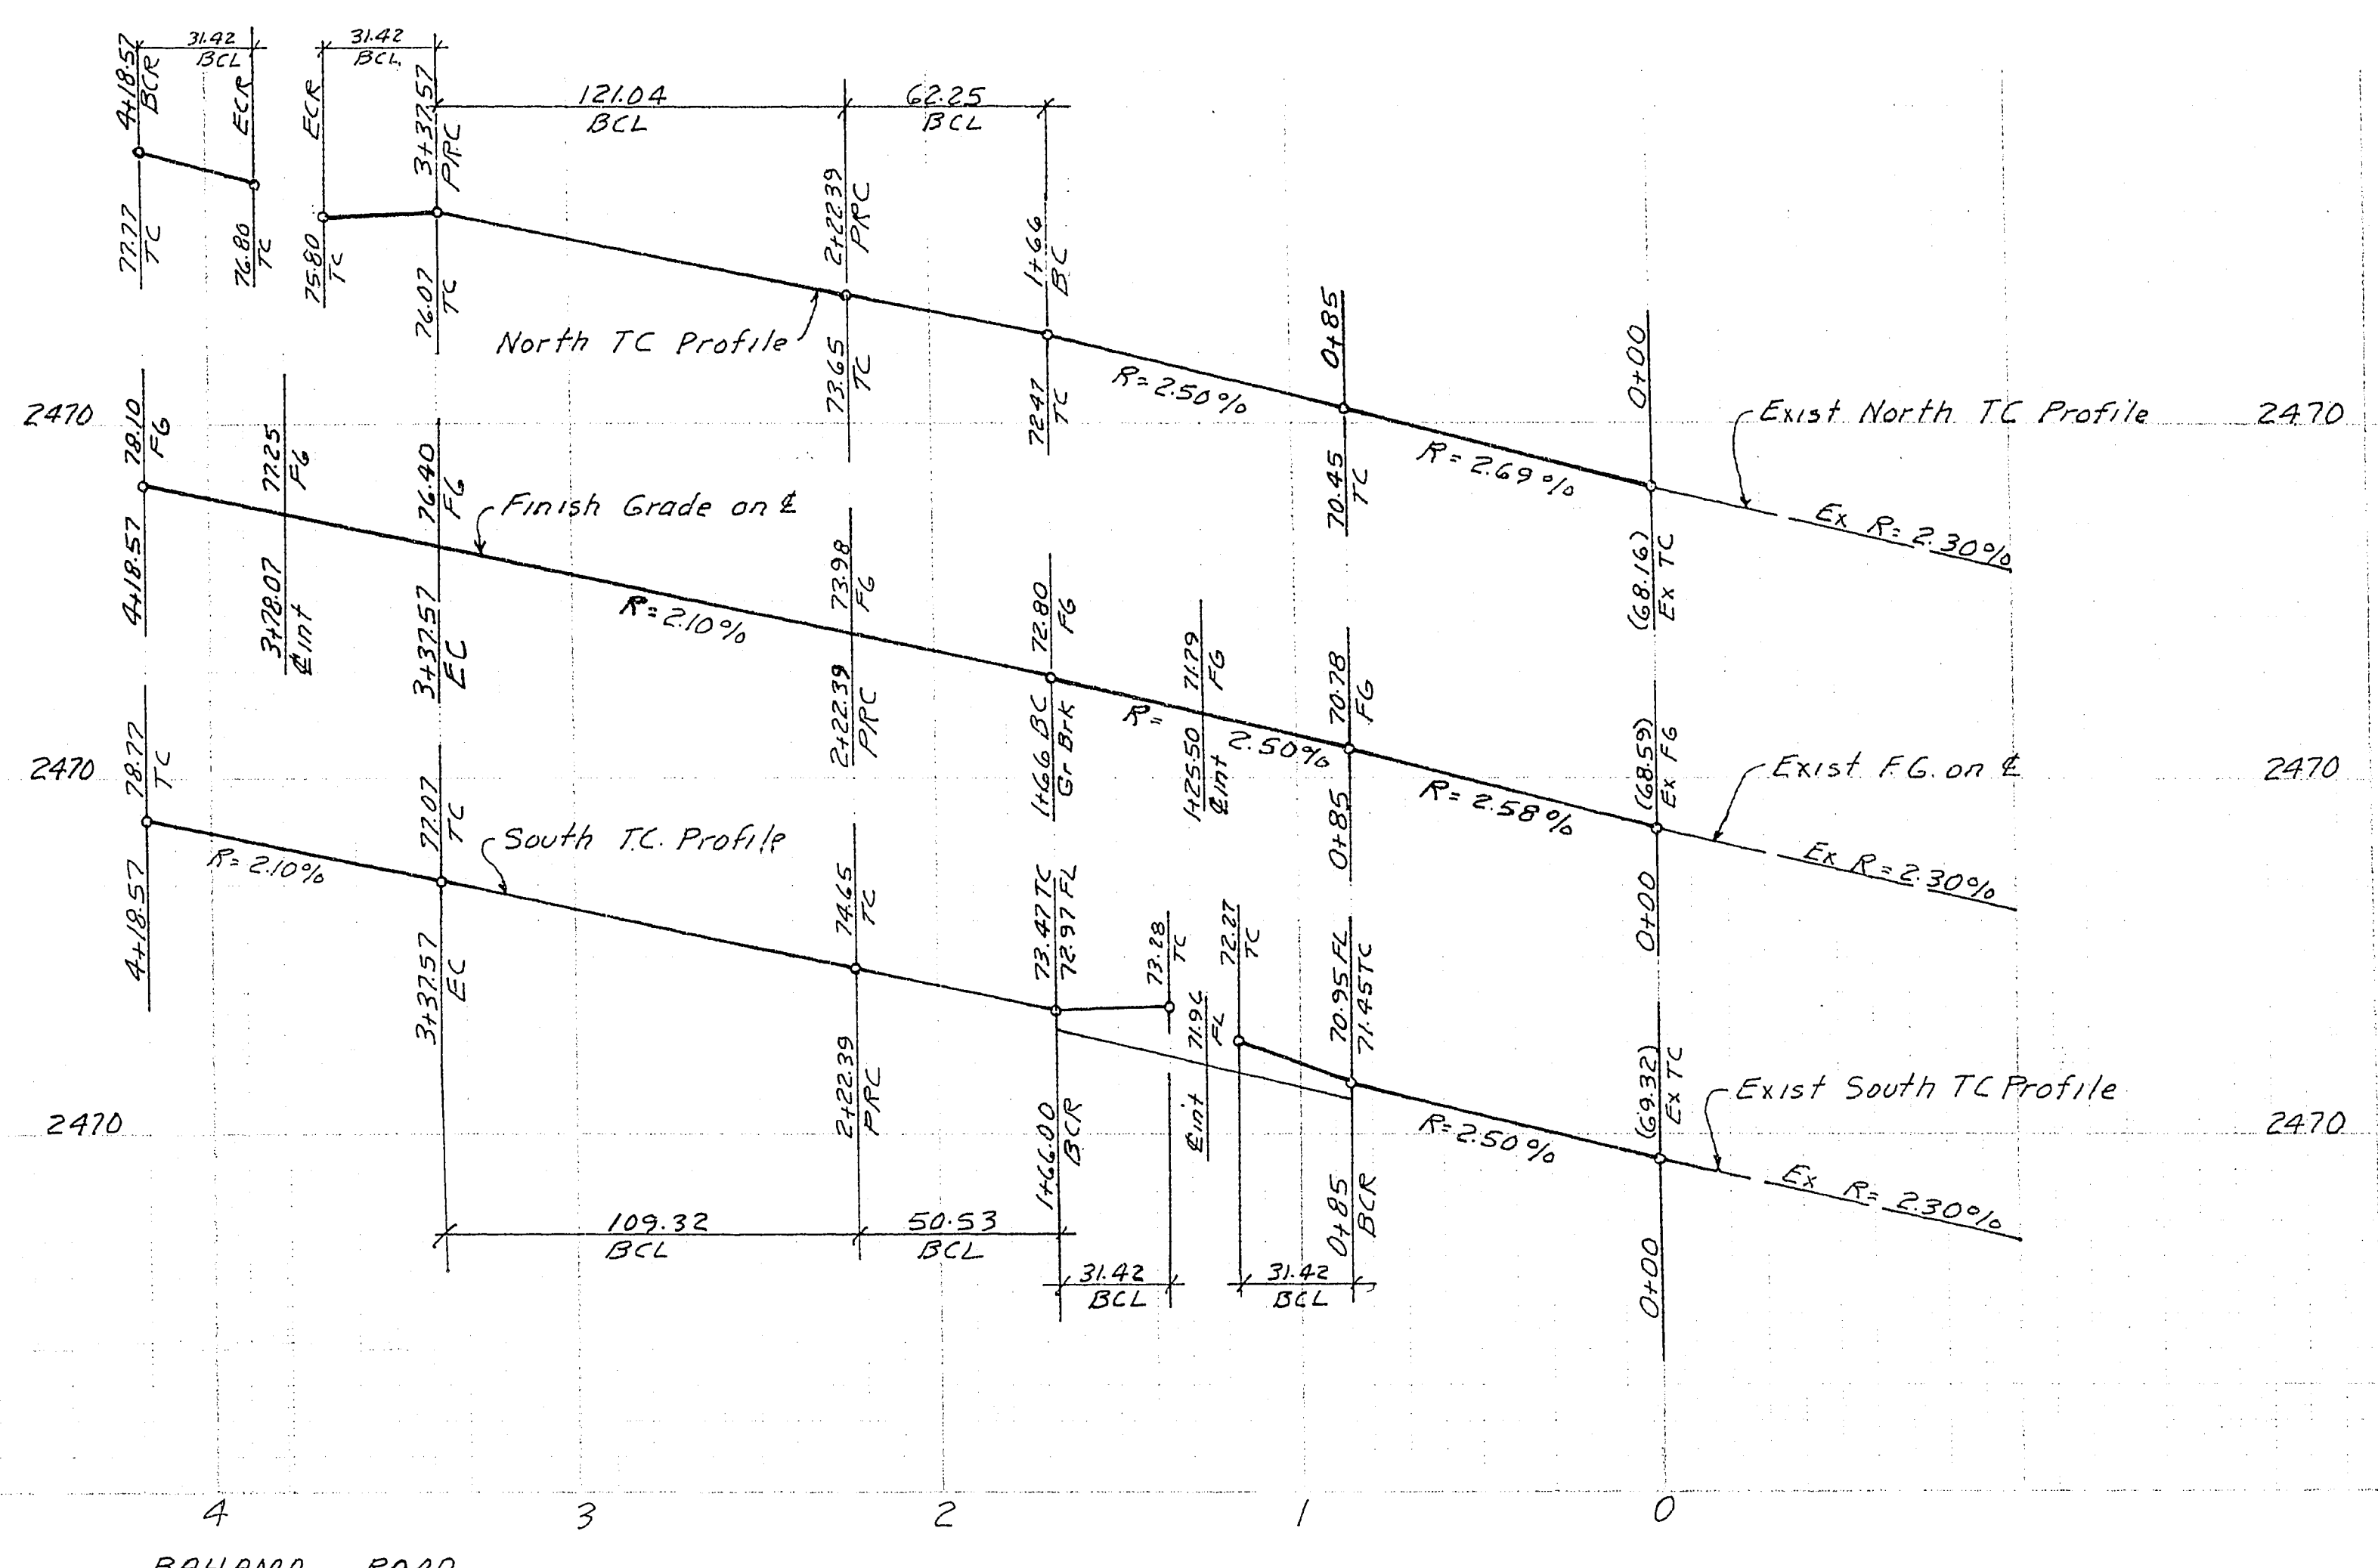 31.42
BCL
31.42
BCL
4+18.57
BCR
ECR
ECR
3+37.57
PRC
121.04
BCL
62.25
BCL
2+22.39
PRC
1+66
BC
77.77
TC
76.80
TC
75.80
TC
76.07
TC
North TC Profile
73.65
TC
7247
TC
R=2.50%
0+85
70.45
TC
R=2.69%
0+00
(68.16)
Ex TC
Exist North TC Profile
Ex R=2.30%
2470
2470
78.10
FG
4+18.57
77.25
FG
3+78.07
₵ int
76.40
FG
3+37.57
EC
Finish Grade on ₵
R=2.10%
73.98
FG
2+22.39
PRC
72.80
FG
1+66 BC
Gr Brk
R=
2.50%
71.79
FG
1+25.50
₵ int
70.78
FG
0+85
R=2.58%
(68.59)
Ex FG
0+00
Exist F.G. on ₵
Ex R=2.30%
2470
2470
78.77
TC
4+18.57
R=2.10%
77.07
TC
3+37.57
EC
South T.C. Profile
74.65
TC
2+22.39
PRC
73.47 TC
72.97 FL
1+66.00
BCR
73.28
TC
71.96
FL
₵ int
72.27
TC
70.95 FL
71.45 TC
0+85
BCR
R=2.50%
(69.32)
Ex TC
0+00
Exist South TC Profile
Ex R=2.30%
2470
2470
109.32
BCL
50.53
BCL
31.42
BCL
31.42
BCL
4 3 2 1 0
BAHAMA ROAD